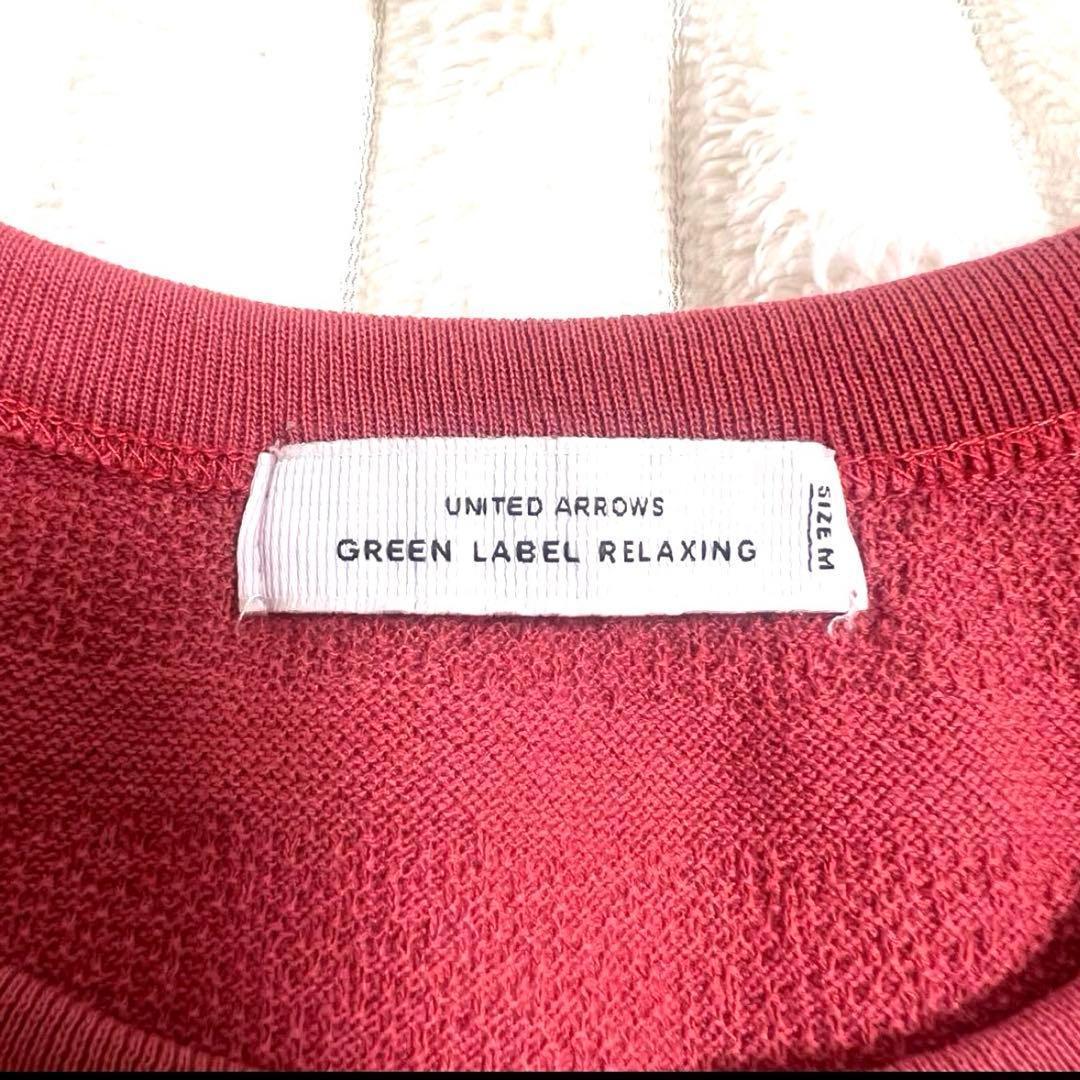 UNITED ARROWS
GREEN LABEL RELAXING
SIZE M